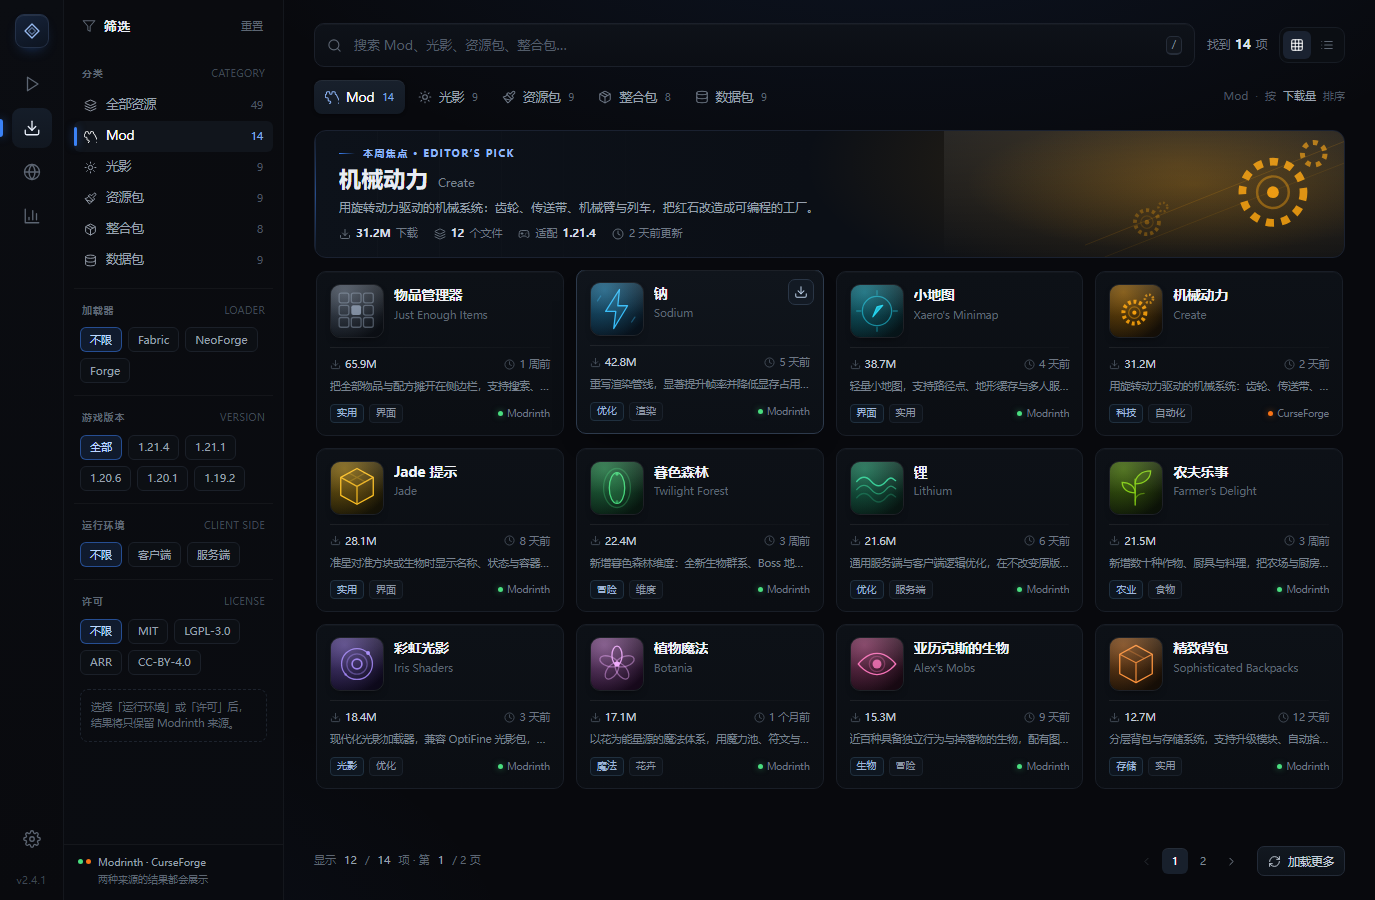 筛选 重置
分类 CATEGORY
全部资源 49
Mod 14
光影 9
资源包 9
整合包 8
数据包 9
加载器 LOADER
不限 Fabric NeoForge
Forge
游戏版本 VERSION
全部 1.21.4 1.21.1
1.20.6 1.20.1 1.19.2
运行环境 CLIENT SIDE
不限 客户端 服务端
许可 LICENSE
不限 MIT LGPL-3.0
ARR CC-BY-4.0
选择「运行环境」或「许可」后,
结果将只保留 Modrinth 来源。
Modrinth · CurseForge
两种来源的结果都会展示
v2.4.1
搜索 Mod、光影、资源包、整合包... /
找到 14 项
Mod 14 光影 9 资源包 9 整合包 8 数据包 9
Mod · 按 下载量 排序
本周焦点 • EDITOR'S PICK
机械动力 Create
用旋转动力驱动的机械系统：齿轮、传送带、机械臂与列车，把红石改造成可编程的工厂。
31.2M 下载 12 个文件 适配 1.21.4 2 天前更新
物品管理器
Just Enough Items
65.9M 1 周前
把全部物品与配方摊开在侧边栏，支持搜索、...
实用 界面 Modrinth
钠
Sodium
42.8M 5 天前
重写渲染管线，显著提升帧率并降低显存占用...
优化 渲染 Modrinth
小地图
Xaero's Minimap
38.7M 4 天前
轻量小地图，支持路径点、地形缓存与多人服...
界面 实用 Modrinth
机械动力
Create
31.2M 2 天前
用旋转动力驱动的机械系统：齿轮、传送带、...
科技 自动化 CurseForge
Jade 提示
Jade
28.1M 8 天前
准星对准方块或生物时显示名称、状态与容器...
实用 界面 Modrinth
暮色森林
Twilight Forest
22.4M 3 周前
新增暮色森林维度：全新生物群系、Boss 地...
冒险 维度 Modrinth
锂
Lithium
21.6M 6 天前
通用服务端与客户端逻辑优化，在不改变原版...
优化 服务端 Modrinth
农夫乐事
Farmer's Delight
21.5M 3 周前
新增数十种作物、厨具与料理，把农场与厨房...
农业 食物 Modrinth
彩虹光影
Iris Shaders
18.4M 3 天前
现代化光影加载器，兼容 OptiFine 光影包，...
光影 优化 Modrinth
植物魔法
Botania
17.1M 1 个月前
以花为能量源的魔法体系，用魔力池、符文与...
魔法 花卉 Modrinth
亚历克斯的生物
Alex's Mobs
15.3M 9 天前
近百种具备独立行为与掉落物的生物，配有图...
生物 冒险 Modrinth
精致背包
Sophisticated Backpacks
12.7M 12 天前
分层背包与存储系统，支持升级模块、自动拾...
存储 实用 Modrinth
显示 12 / 14 项 · 第 1 / 2 页
1 2 加载更多